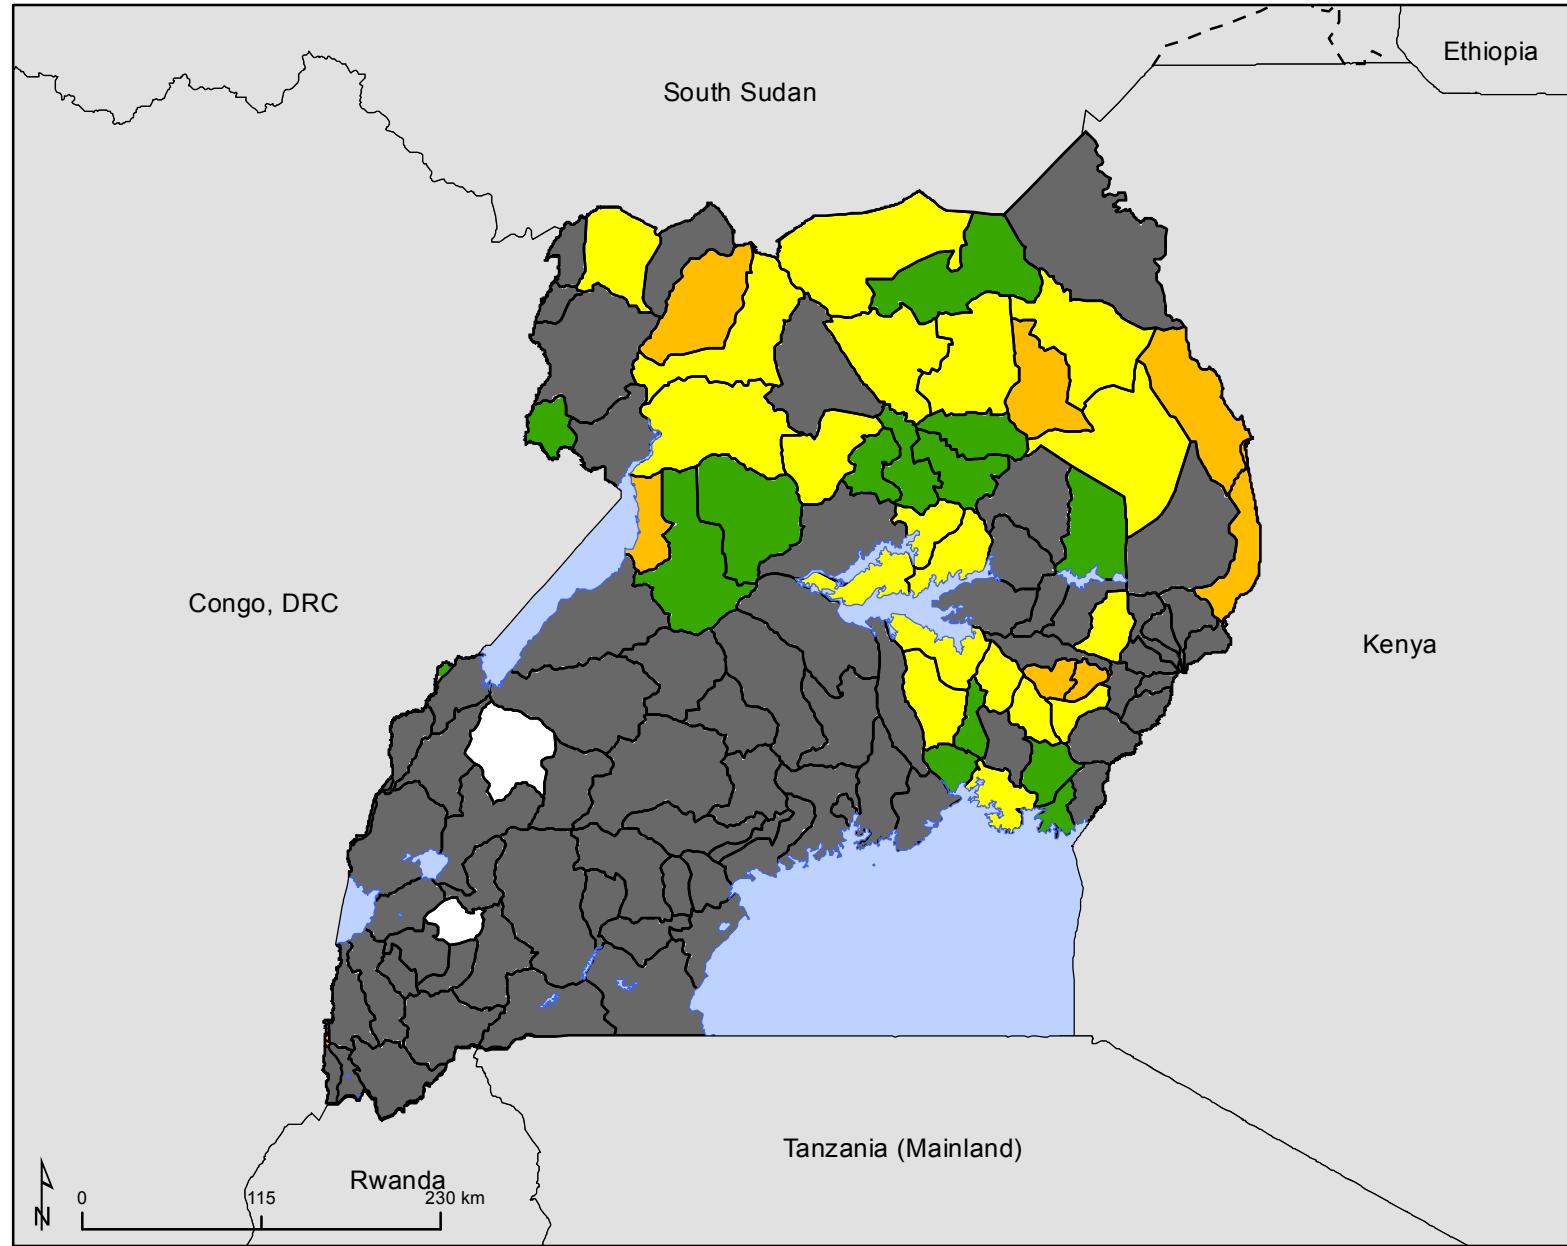 Ethiopia
South Sudan
Congo, DRC
Kenya
Tanzania (Mainland)
Rwanda
0 115 230 km
N